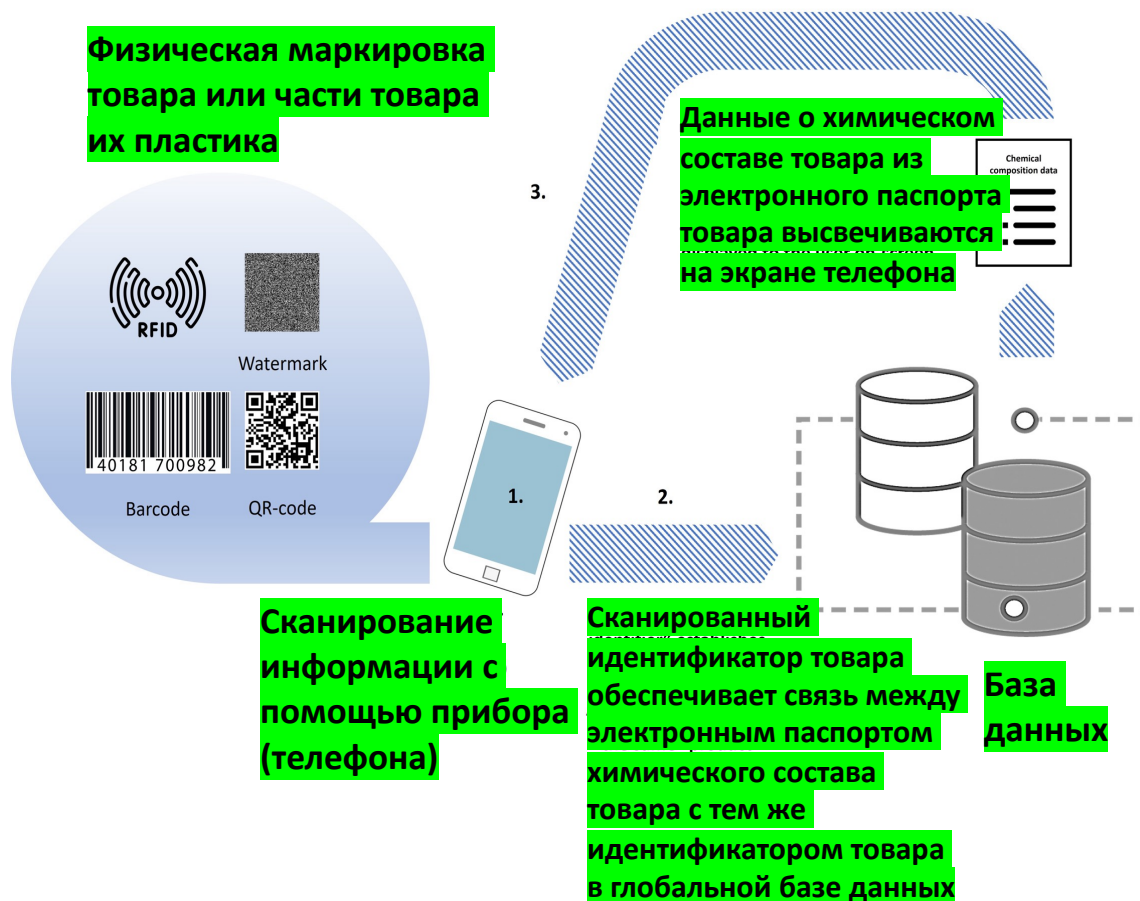 Физическая маркировка
товара или части товара
их пластика
RFID
Watermark
40181 700982
Barcode
QR-code
3.
Данные о химическом
составе товара из
электронного паспорта
товара высвечиваются
на экране телефона
Chemical
composition data
1.
2.
Сканирование
информации с
помощью прибора
(телефона)
Сканированный
идентификатор товара
обеспечивает связь между
электронным паспортом
химического состава
товара с тем же
идентификатором товара
в глобальной базе данных
База
данных